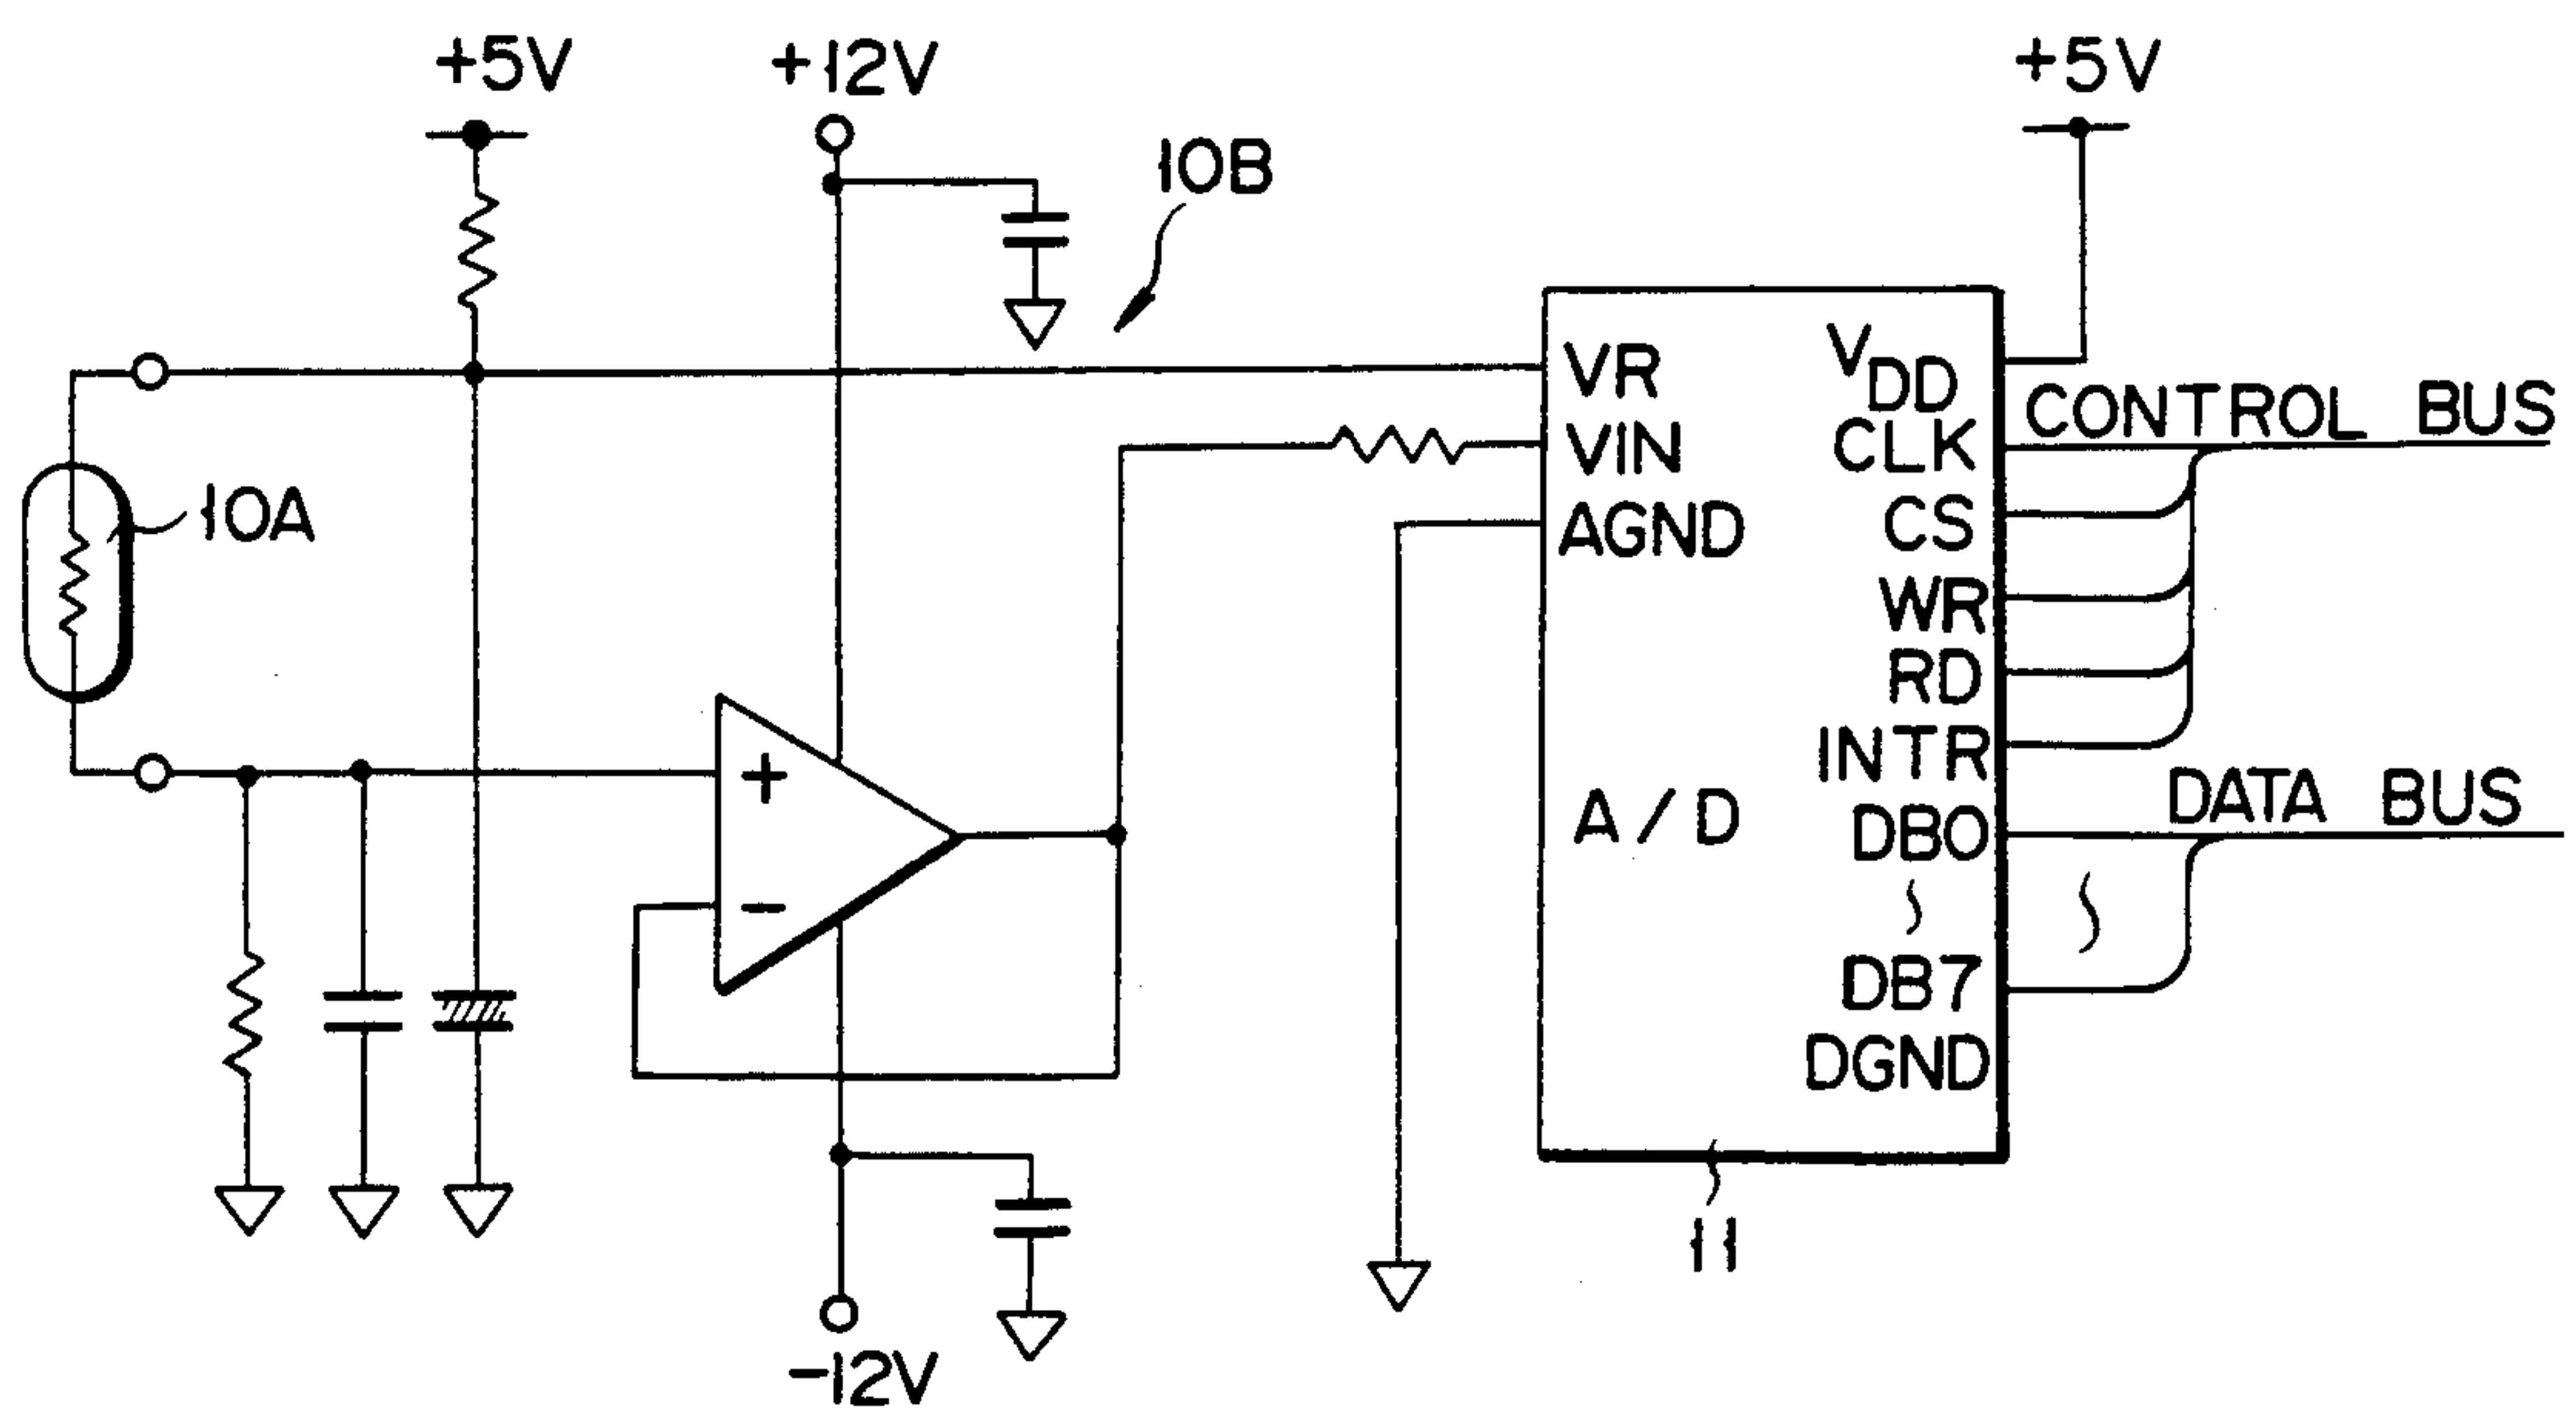 +5V
+12V
+5V
10B
VR
VDD
CONTROL BUS
VIN
CLK
10A
AGND
CS
WR
RD
INTR
+
DATA BUS
A/D
DB0
-
~
DB7
DGND
11
-12V